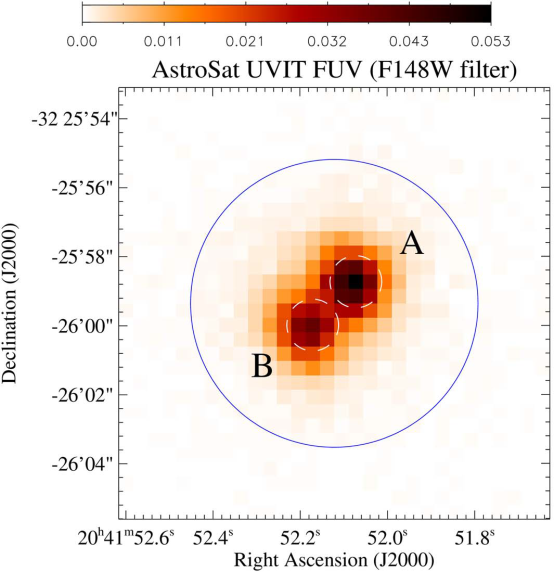 0.00 0.011 0.021 0.032 0.043 0.053
AstroSat UVIT FUV (F148W filter)
-32 25'54"
-25'56"
-25'58"
-26'00"
-26'02"
-26'04"
Declination (J2000)
A
B
20ʰ41ᵐ52.6ˢ 52.4ˢ 52.2ˢ 52.0ˢ 51.8ˢ
Right Ascension (J2000)